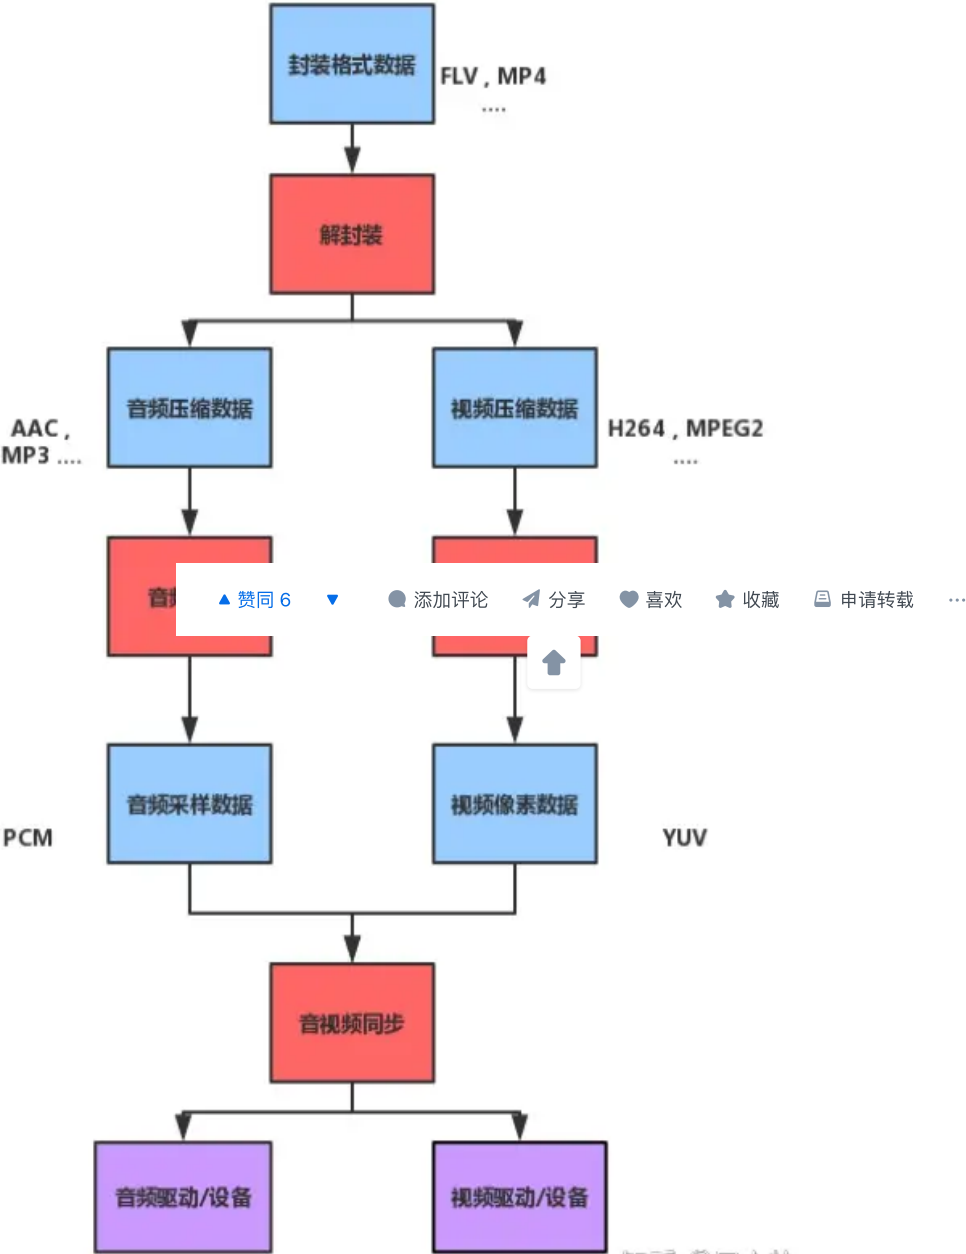 封装格式数据
FLV , MP4
....
解封装
音频压缩数据
视频压缩数据
AAC ,
MP3 ....
H264 , MPEG2
....
音
赞同 6
添加评论
分享
喜欢
收藏
申请转载
...
音频采样数据
视频像素数据
PCM
YUV
音视频同步
音频驱动/设备
视频驱动/设备